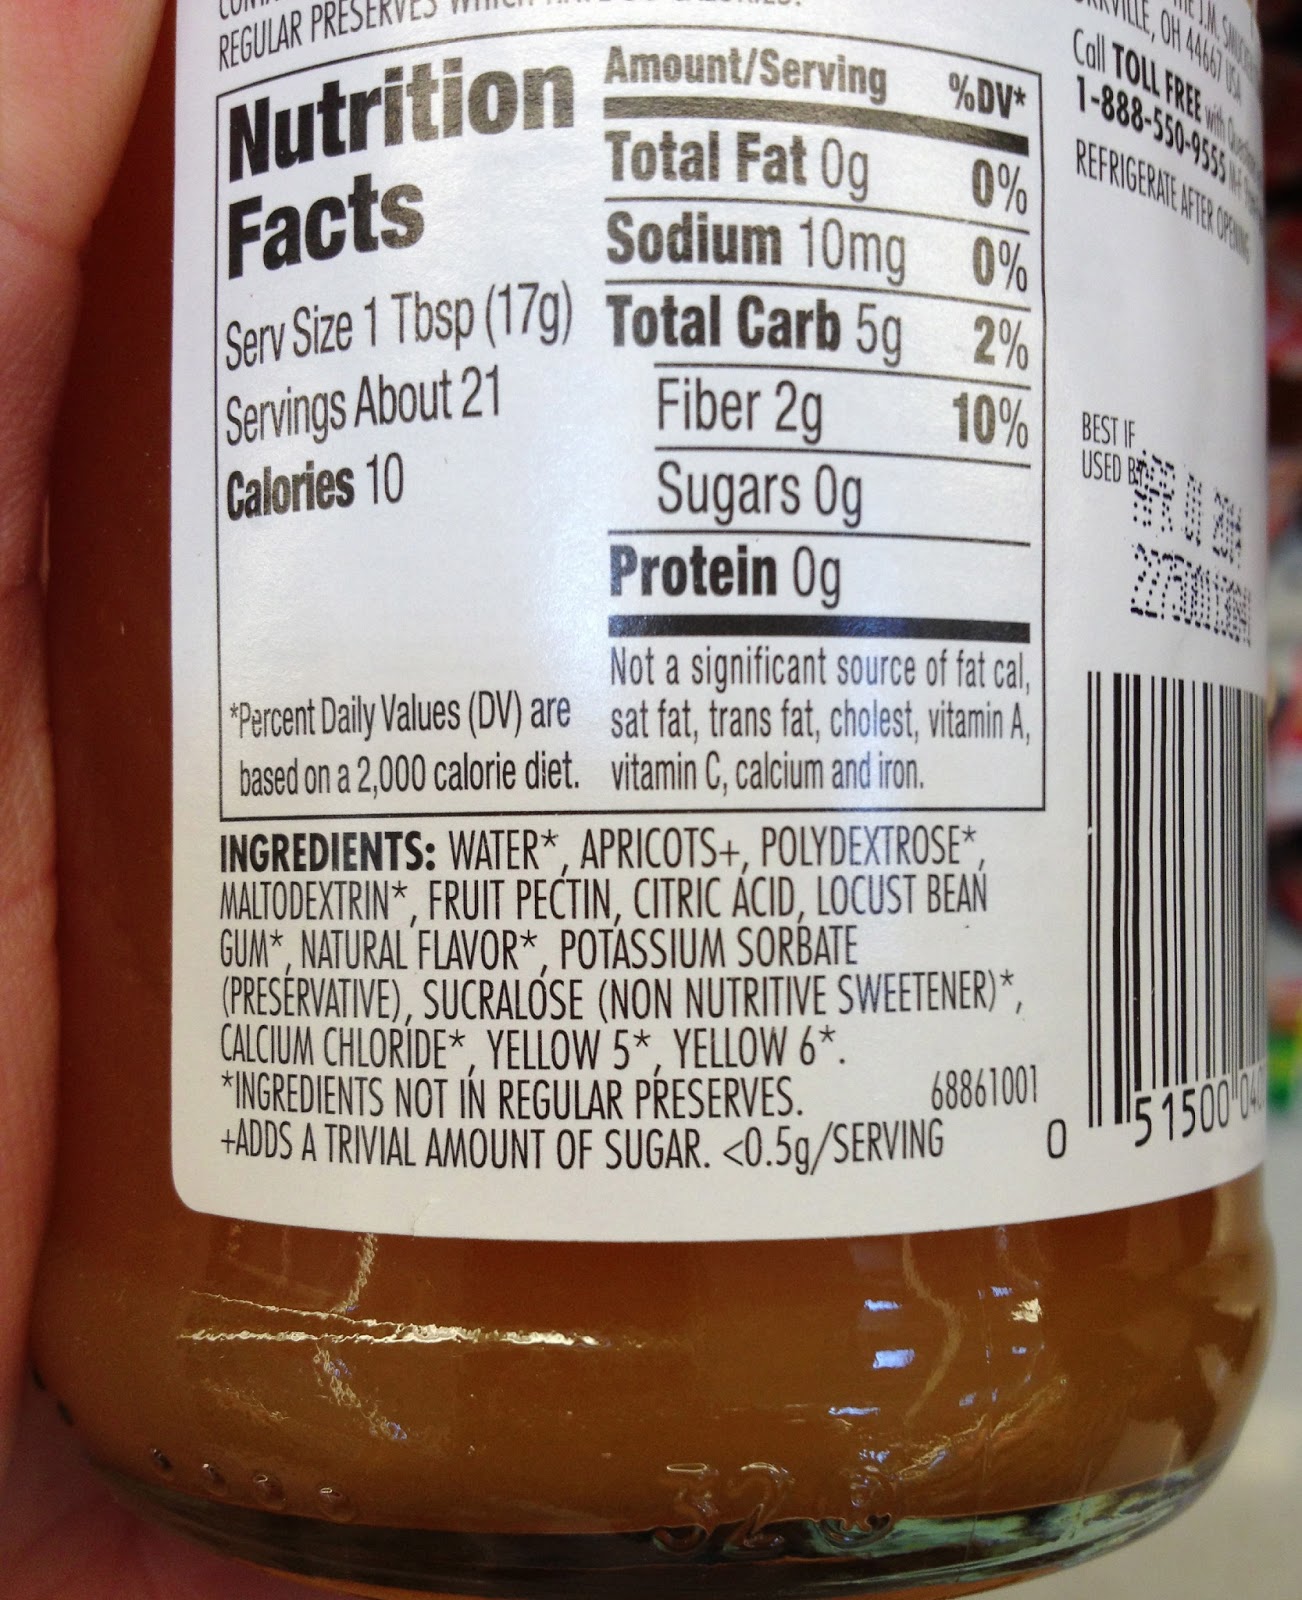 REGULAR PRESERVES
Nutrition
Facts
Serv Size 1 Tbsp (17g)
Servings About 21
Calories 10
*Percent Daily Values (DV) are
based on a 2,000 calorie diet.
Amount/Serving %DV*
Total Fat 0g 0%
Sodium 10mg 0%
Total Carb 5g 2%
Fiber 2g 10%
Sugars 0g
Protein 0g
Not a significant source of fat cal,
sat fat, trans fat, cholest, vitamin A,
vitamin C, calcium and iron.
INGREDIENTS: WATER*, APRICOTS+, POLYDEXTROSE*,
MALTODEXTRIN*, FRUIT PECTIN, CITRIC ACID, LOCUST BEAN
GUM*, NATURAL FLAVOR*, POTASSIUM SORBATE
(PRESERVATIVE), SUCRALOSE (NON NUTRITIVE SWEETENER)*,
CALCIUM CHLORIDE*, YELLOW 5*, YELLOW 6*.
*INGREDIENTS NOT IN REGULAR PRESERVES.
68861001
+ADDS A TRIVIAL AMOUNT OF SUGAR. <0.5g/SERVING
J.M.
OH 44667 USA
Call TOLL FREE with
1-888-550-9555
REFRIGERATE AFTER OPENING
BEST IF
USED BY
APR 01 2014
0 51500 04
32